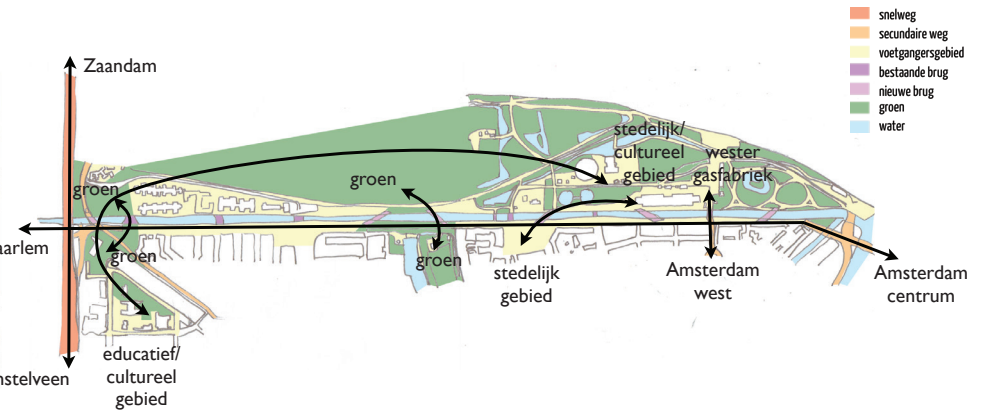 snelweg
secundaire weg
voetgangersgebied
bestaande brug
nieuwe brug
groen
water
Zaandam
stedelijk/
cultureel
gebied
wester
gasfabriek
groen
groen
aarlem
groen
groen
stedelijk
gebied
Amsterdam
west
Amsterdam
centrum
nstelveen
educatief/
cultureel
gebied